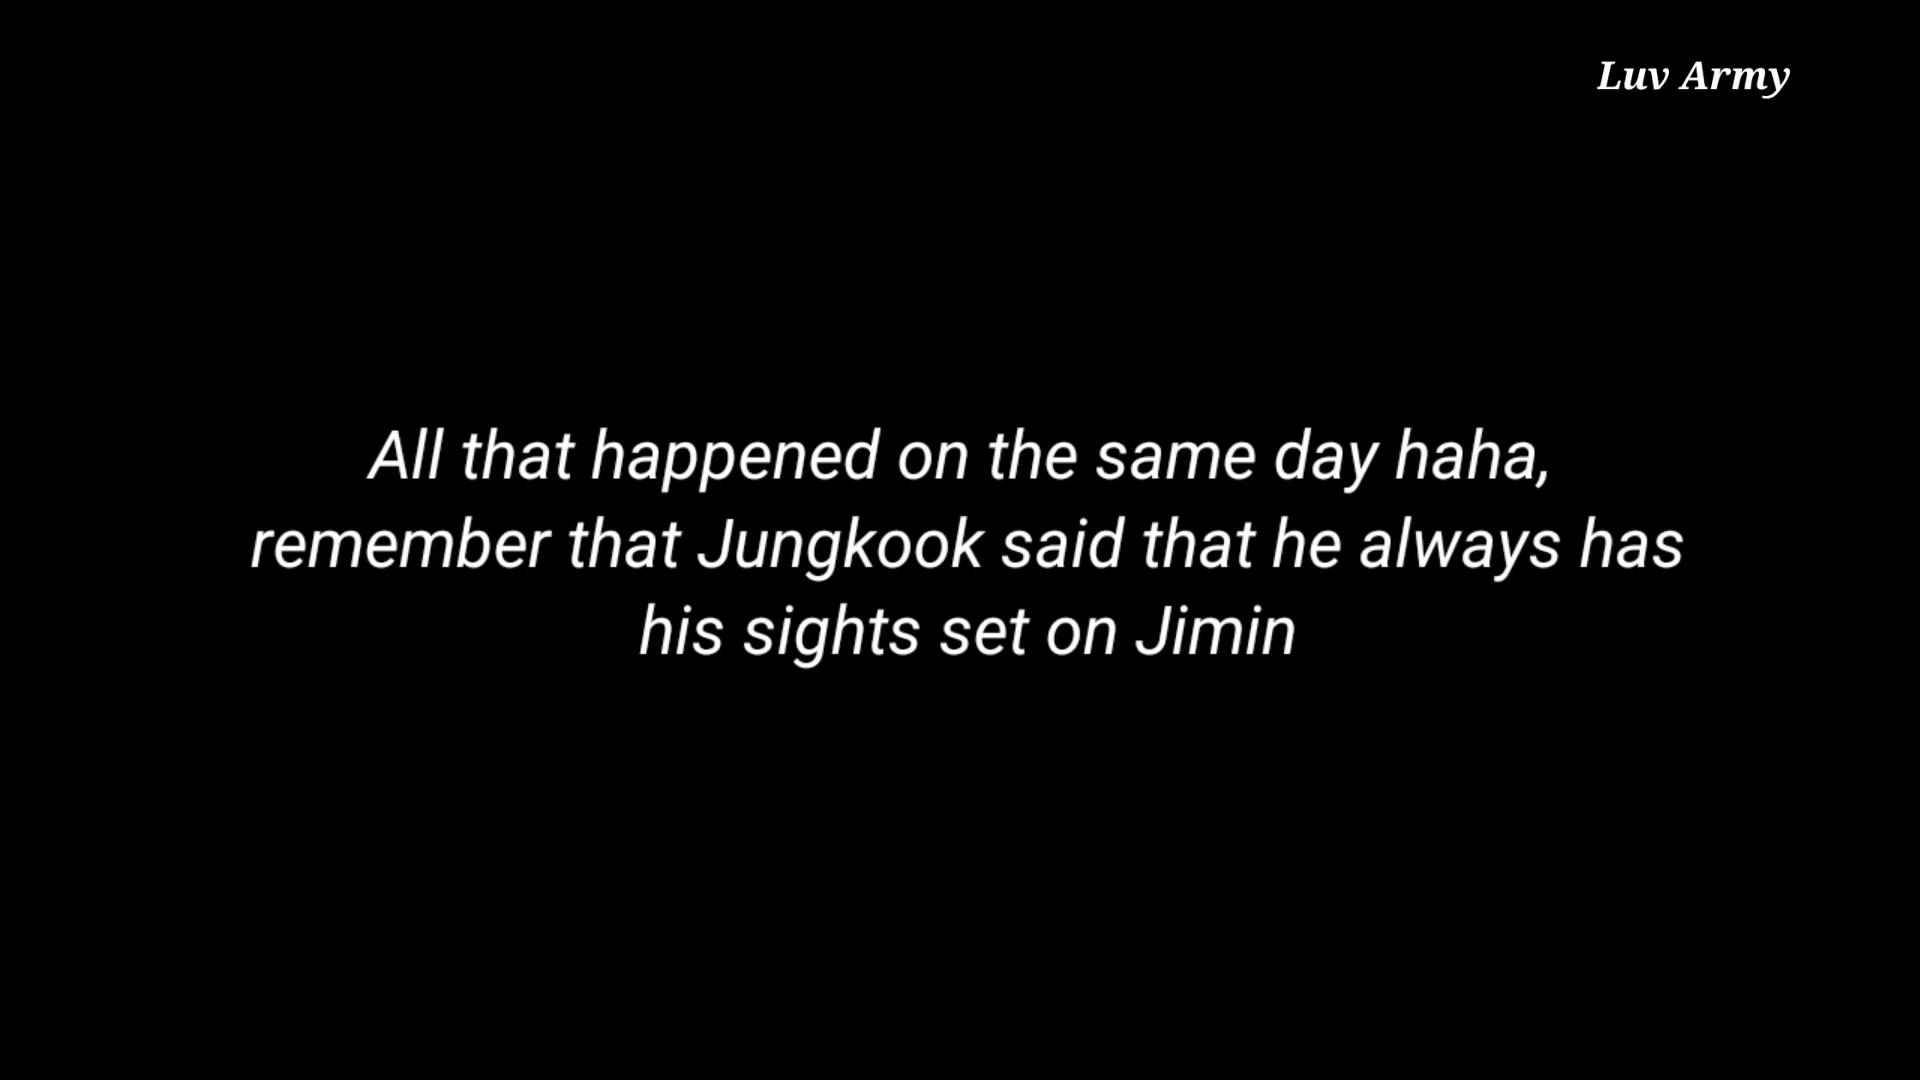 Luv Army
All that happened on the same day haha,
remember that Jungkook said that he always has
his sights set on Jimin